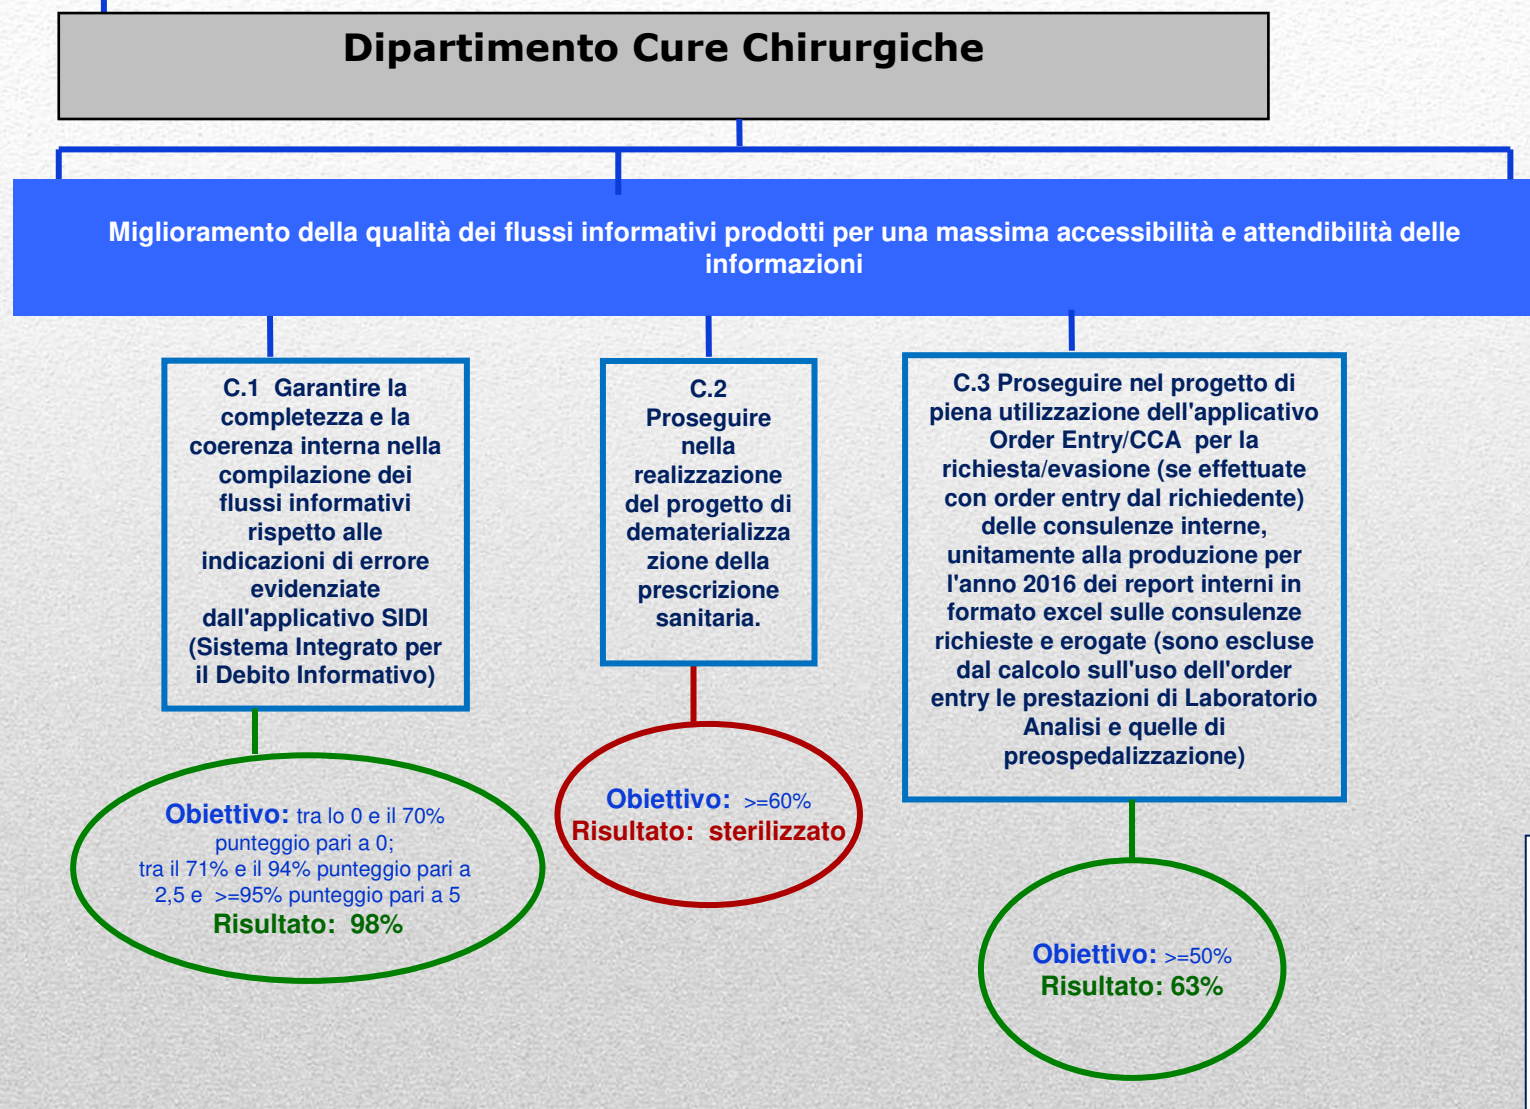 Dipartimento Cure Chirurgiche
Miglioramento della qualità dei flussi informativi prodotti per una massima accessibilità e attendibilità delle
informazioni
C.1  Garantire la
completezza e la
coerenza interna nella
compilazione dei
flussi informativi
rispetto alle
indicazioni di errore
evidenziate
dall'applicativo SIDI
(Sistema Integrato per
il Debito Informativo)
Obiettivo: tra lo 0 e il 70%
punteggio pari a 0;
tra il 71% e il 94% punteggio pari a
2,5 e  >=95% punteggio pari a 5
Risultato:  98%
C.2
Proseguire
nella
realizzazione
del progetto di
dematerializza
zione della
prescrizione
sanitaria.
Obiettivo:  >=60%
Risultato:  sterilizzato
C.3 Proseguire nel progetto di
piena utilizzazione dell'applicativo
Order Entry/CCA  per la
richiesta/evasione (se effettuate
con order entry dal richiedente)
delle consulenze interne,
unitamente alla produzione per
l'anno 2016 dei report interni in
formato excel sulle consulenze
richieste e erogate (sono escluse
dal calcolo sull'uso dell'order
entry le prestazioni di Laboratorio
Analisi e quelle di
preospedalizzazione)
Obiettivo: >=50%
Risultato: 63%